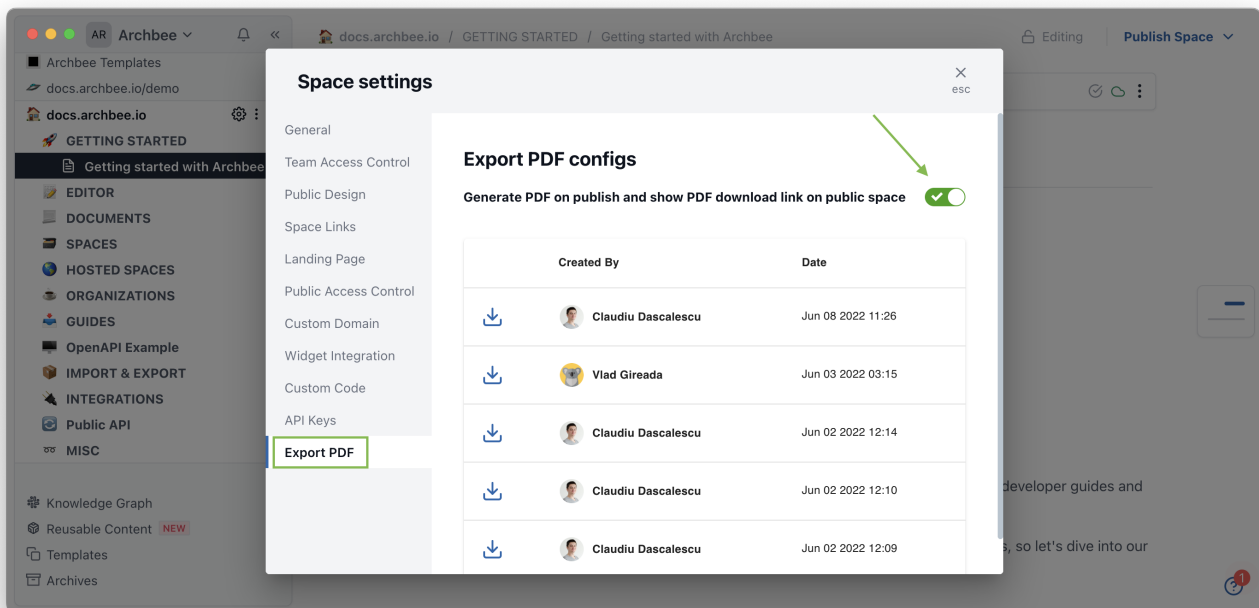 AR Archbee
docs.archbee.io / GETTING STARTED / Getting started with Archbee
Editing
Publish Space
Archbee Templates
docs.archbee.io/demo
docs.archbee.io
GETTING STARTED
Getting started with Archbee
EDITOR
DOCUMENTS
SPACES
HOSTED SPACES
ORGANIZATIONS
GUIDES
OpenAPI Example
IMPORT & EXPORT
INTEGRATIONS
Public API
MISC
Knowledge Graph
Reusable Content NEW
Templates
Archives
Space settings
esc
General
Team Access Control
Public Design
Space Links
Landing Page
Public Access Control
Custom Domain
Widget Integration
Custom Code
API Keys
Export PDF
Export PDF configs
Generate PDF on publish and show PDF download link on public space
Created By Date
Claudiu Dascalescu Jun 08 2022 11:26
Vlad Gireada Jun 03 2022 03:15
Claudiu Dascalescu Jun 02 2022 12:14
Claudiu Dascalescu Jun 02 2022 12:10
Claudiu Dascalescu Jun 02 2022 12:09
developer guides and
s, so let's dive into our
?
1